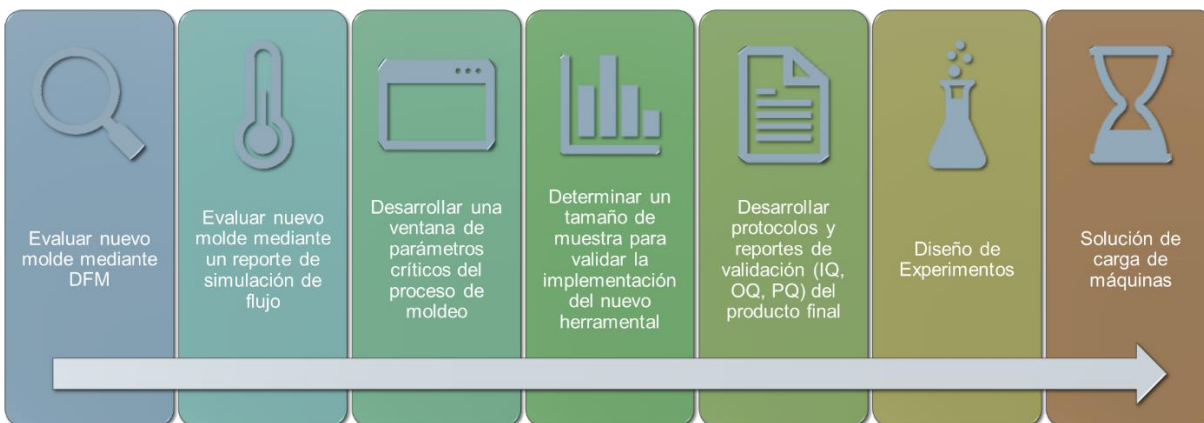 Evaluar nuevo
molde mediante
DFM
Evaluar nuevo
molde mediante
un reporte de
simulación de
flujo
Desarrollar una
ventana de
parámetros
críticos del
proceso de
moldeo
Determinar un
tamaño de
muestra para
validar la
implementación
del nuevo
herramental
Desarrollar
protocolos y
reportes de
validación (IQ,
OQ, PQ) del
producto final
Diseño de
Experimentos
Solución de
carga de
máquinas